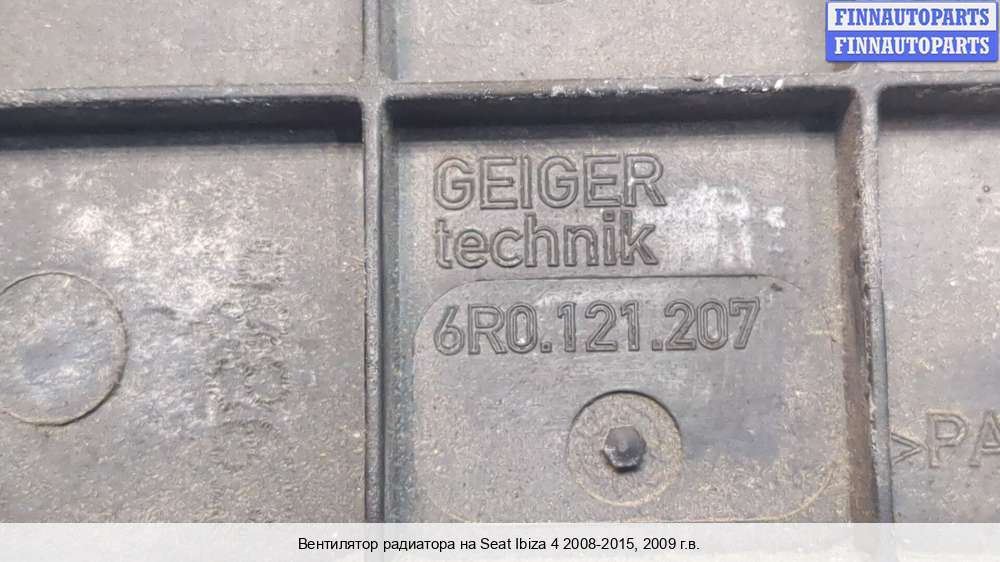 FINNAUTOPARTS
FINNAUTOPARTS
GEIGER
technik
6R0.121.207
>PA
Вентилятор радиатора на Seat Ibiza 4 2008-2015, 2009 г.в.